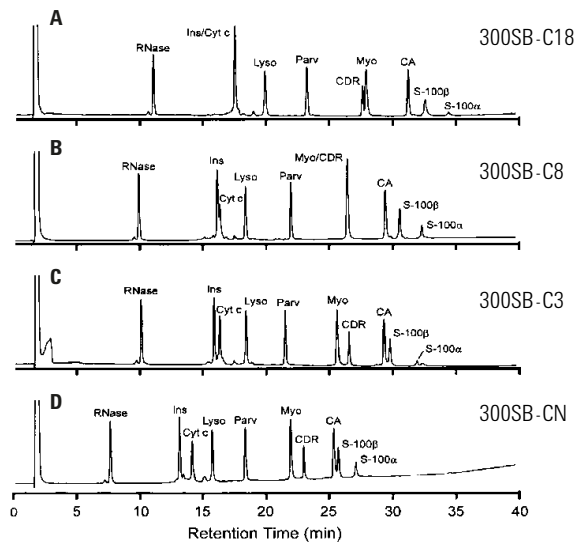 A
300SB-C18
RNase
Ins/Cyt c
Lyso
Parv
CDR
Myo
CA
S-100β
S-100α
B
300SB-C8
RNase
Ins
Cyt c
Lyso
Parv
Myo/CDR
CA
S-100β
S-100α
C
300SB-C3
RNase
Ins
Cyt c
Lyso
Parv
Myo
CDR
CA
S-100β
S-100α
D
300SB-CN
RNase
Ins
Cyt c
Lyso
Parv
Myo
CDR
CA
S-100β
S-100α
0 5 10 15 20 25 30 35 40
Retention Time (min)